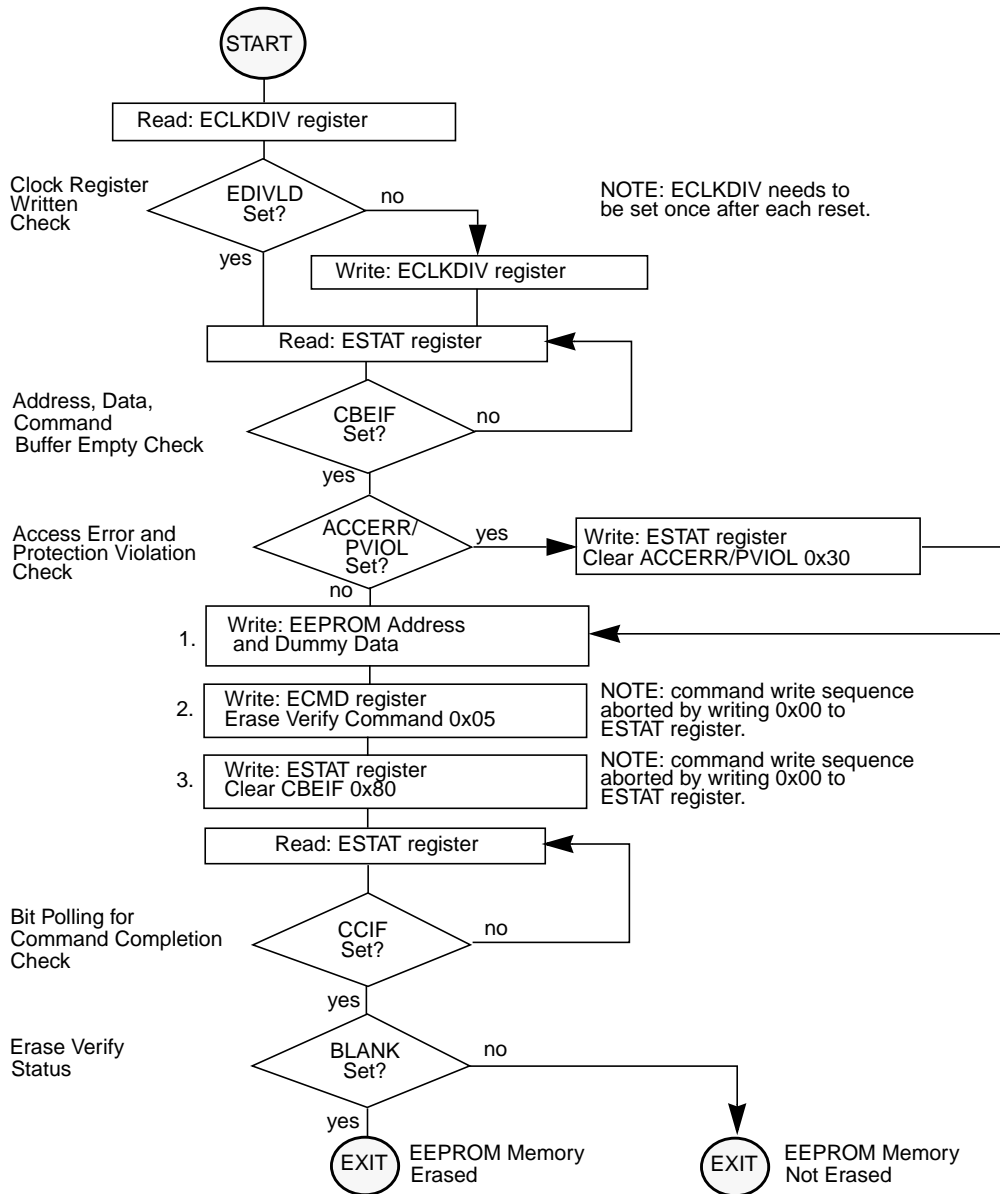 START
Read: ECLKDIV register
Clock Register
Written
Check
EDIVLD
Set?
no
yes
NOTE: ECLKDIV needs to
be set once after each reset.
Write: ECLKDIV register
Read: ESTAT register
Address, Data,
Command
Buffer Empty Check
CBEIF
Set?
no
yes
Access Error and
Protection Violation
Check
ACCERR/
PVIOL
Set?
yes
no
Write: ESTAT register
Clear ACCERR/PVIOL 0x30
1.
Write: EEPROM Address
and Dummy Data
2.
Write: ECMD register
Erase Verify Command 0x05
NOTE: command write sequence
aborted by writing 0x00 to
ESTAT register.
3.
Write: ESTAT register
Clear CBEIF 0x80
NOTE: command write sequence
aborted by writing 0x00 to
ESTAT register.
Read: ESTAT register
Bit Polling for
Command Completion
Check
CCIF
Set?
no
yes
Erase Verify
Status
BLANK
Set?
no
yes
EXIT
EEPROM Memory
Erased
EXIT
EEPROM Memory
Not Erased